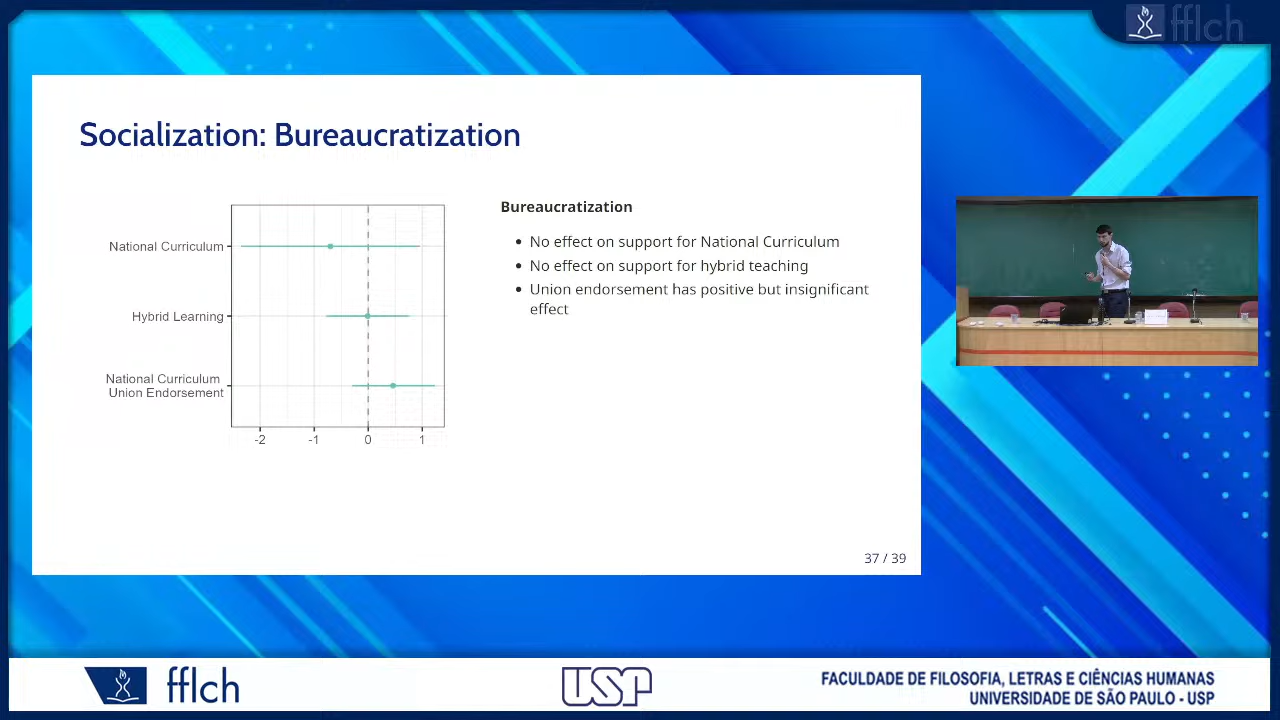 fflch
Socialization: Bureaucratization
National Curriculum
Hybrid Learning
National Curriculum
Union Endorsement
-2
-1
0
1
Bureaucratization
No effect on support for National Curriculum
No effect on support for hybrid teaching
Union endorsement has positive but insignificant
effect
37 / 39
fflch
USP
FACULDADE DE FILOSOFIA, LETRAS E CIÊNCIAS HUMANAS
UNIVERSIDADE DE SÃO PAULO - USP